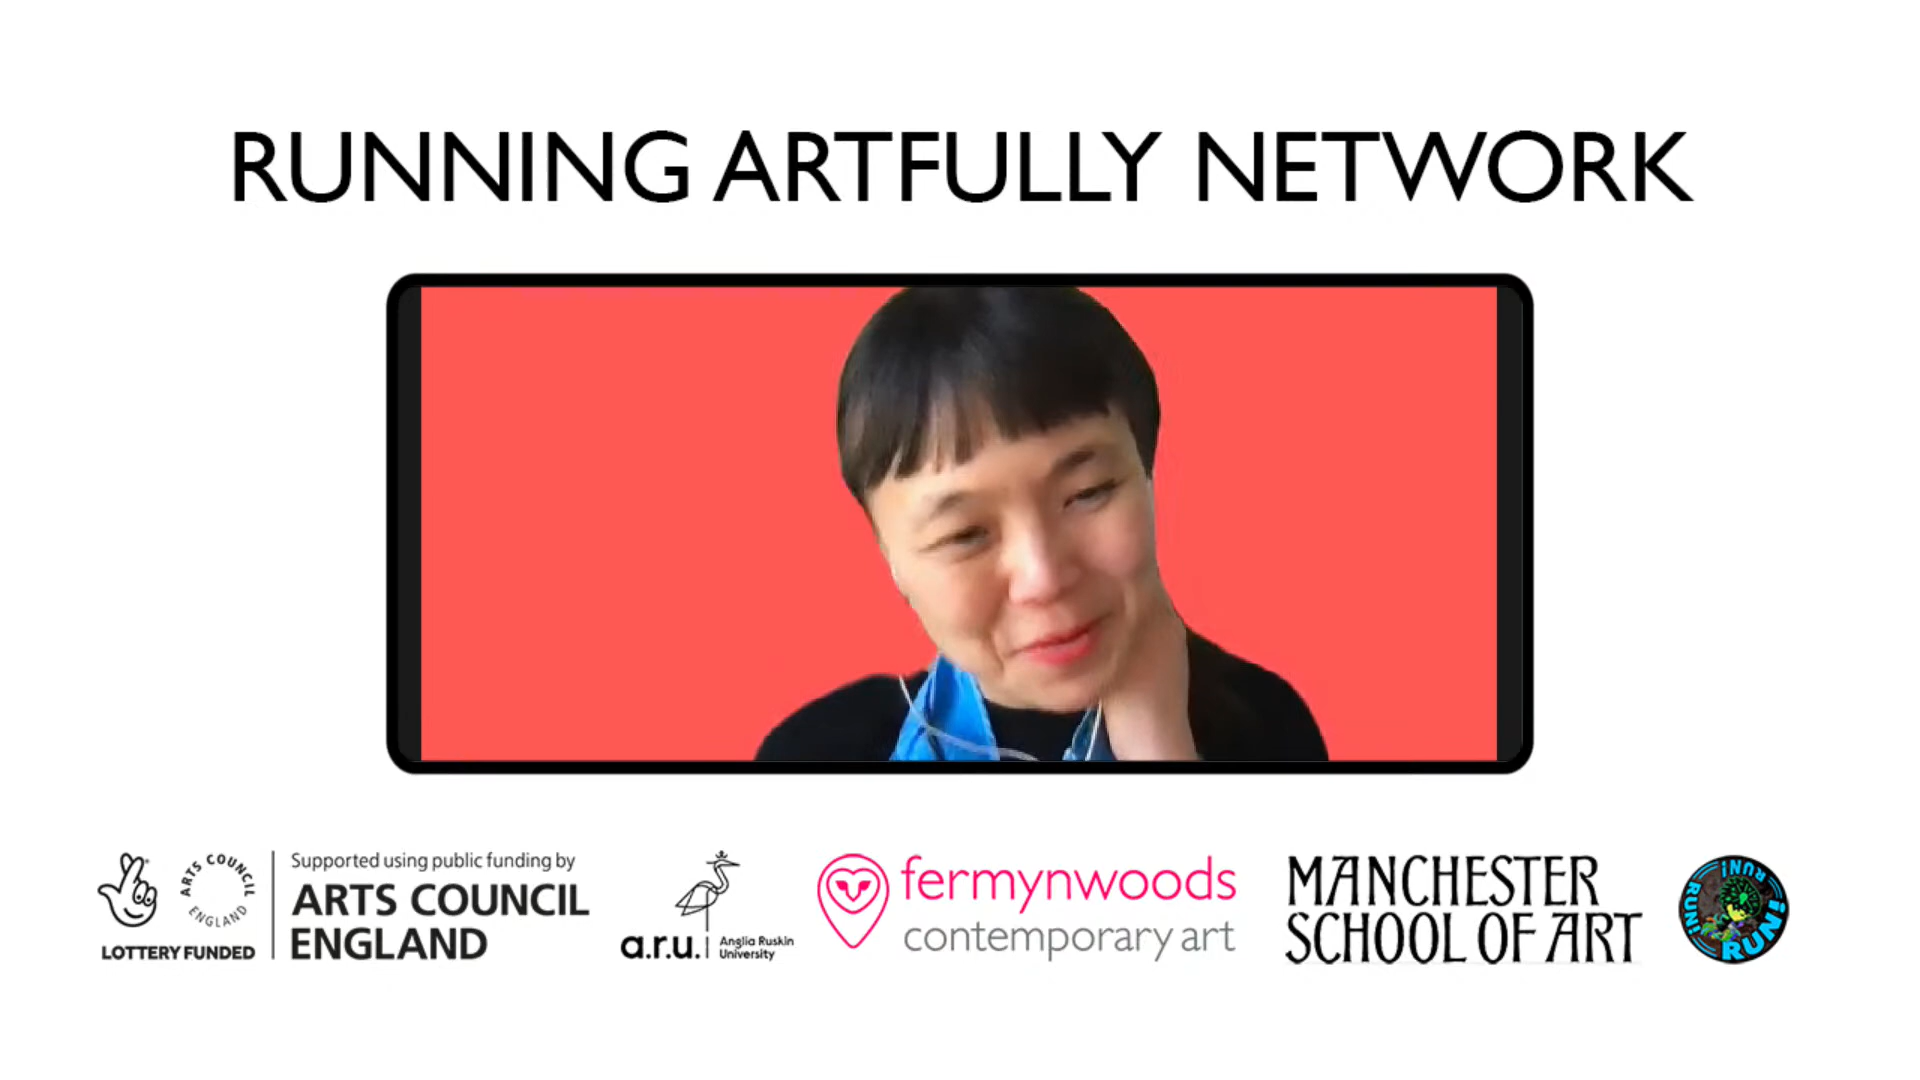 RUNNING ARTFULLY NETWORK
LOTTERY FUNDED
ARTS COUNCIL
ENGLAND
Supported using public funding by
ARTS COUNCIL
ENGLAND
a.r.u.
Anglia Ruskin
University
fermynwoods
contemporary art
MANCHESTER
SCHOOL OF ART
RUN!
RUN!
RUN!